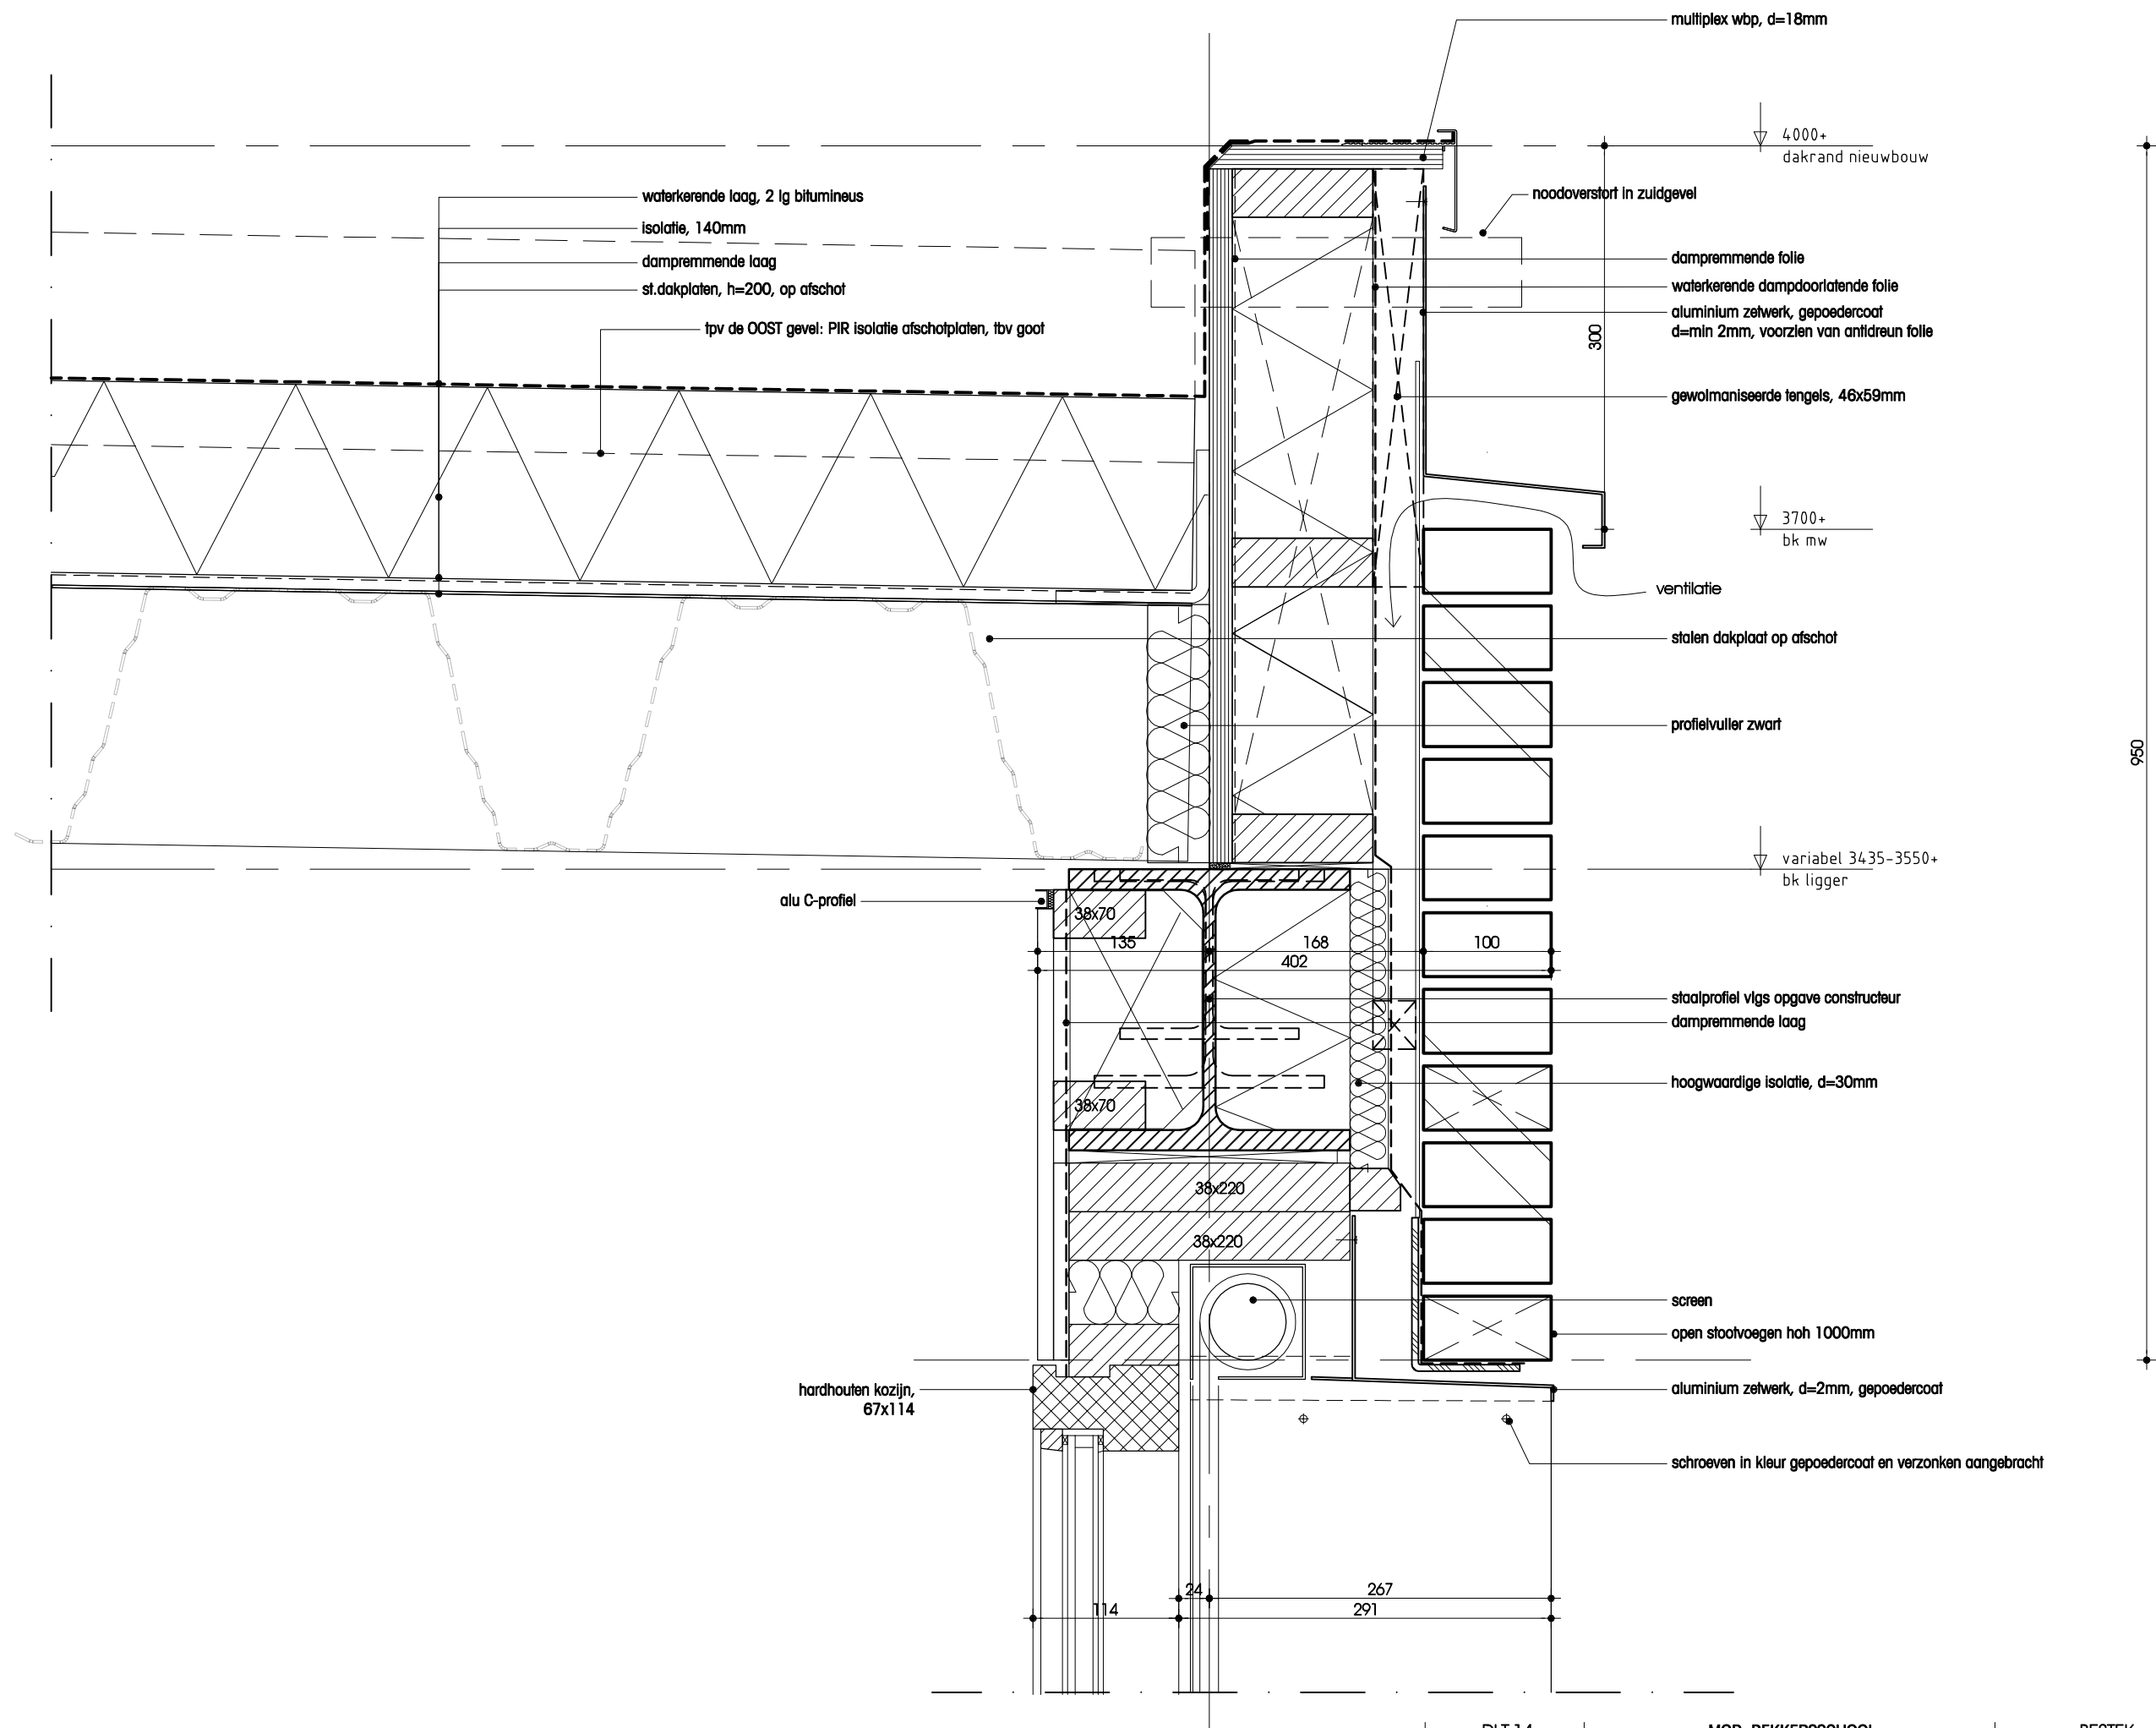 multiplex wbp, d=18mm
4000+
dakrand nieuwbouw
waterkerende laag, 2 lg bitumineus
noodoverstort in zuidgevel
isolatie, 140mm
dampremmende laag
dampremmende folie
st.dakplaten, h=200, op afschot
waterkerende dampdoorlatende folie
aluminium zetwerk, gepoedercoat
d=min 2mm, voorzien van antidreun folie
tpv de OOST gevel: PIR isolatie afschotplaten, tbv goot
300
gewolmaniseerde tengels, 46x59mm
3700+
bk mw
ventilatie
stalen dakplaat op afschot
profielvuller zwart
950
variabel 3435-3550+
bk ligger
alu C-profiel
38x70
135
168
100
402
staalprofiel vlgs opgave constructeur
dampremmende laag
hoogwaardige isolatie, d=30mm
38x70
38x220
38x220
screen
open stootvoegen hoh 1000mm
hardhouten kozijn,
67x114
aluminium zetwerk, d=2mm, gepoedercoat
schroeven in kleur gepoedercoat en verzonken aangebracht
24
267
114
291